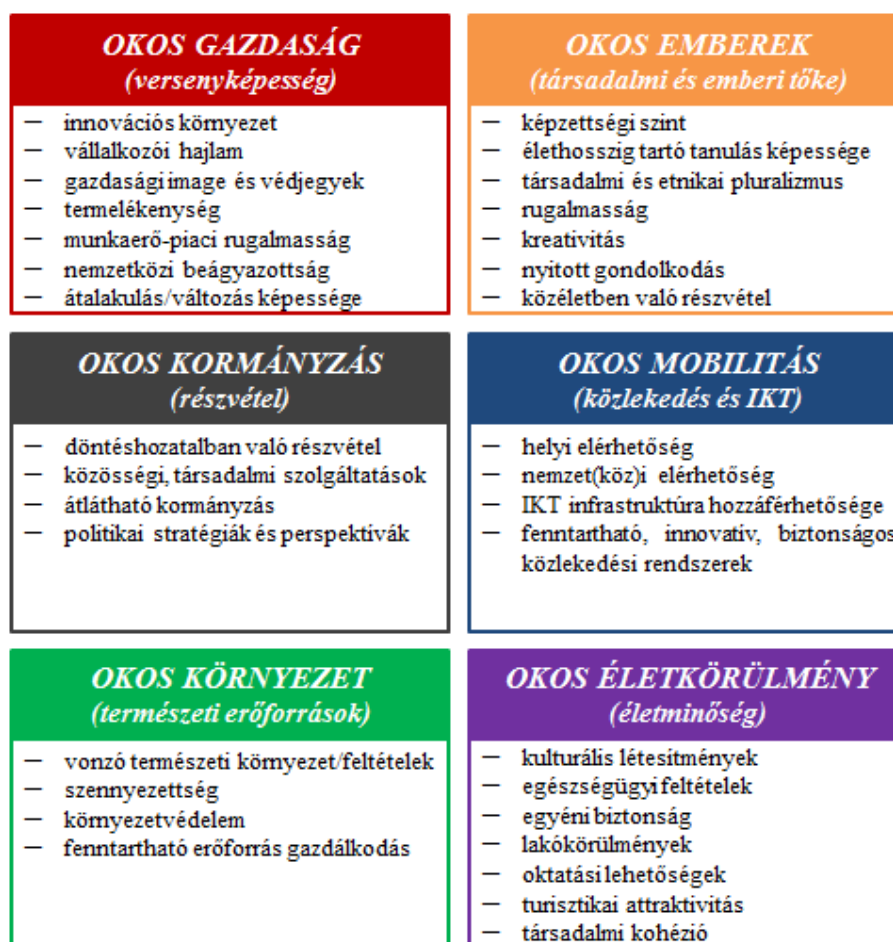 OKOS GAZDASÁG
(versenyképesség)
— innovációs környezet
— vállalkozói hajlam
— gazdasági image és védjegyek
— termelékenység
— munkaerő-piaci rugalmasság
— nemzetközi beágyazottság
— átalakulás/változás képessége
OKOS EMBEREK
(társadalmi és emberi tőke)
— képzettségi szint
— élethosszig tartó tanulás képessége
— társadalmi és etnikai pluralizmus
— rugalmasság
— kreativitás
— nyitott gondolkodás
— közéletben való részvétel
OKOS KORMÁNYZÁS
(részvétel)
— döntéshozatalban való részvétel
— közösségi, társadalmi szolgáltatások
— átlátható kormányzás
— politikai stratégiák és perspektívák
OKOS MOBILITÁS
(közlekedés és IKT)
— helyi elérhetőség
— nemzet(köz)i elérhetőség
— IKT infrastruktúra hozzáférhetősége
— fenntartható, innovatív, biztonságos
közlekedési rendszerek
OKOS KÖRNYEZET
(természeti erőforrások)
— vonzó természeti környezet/feltételek
— szennyezettség
— környezetvédelem
— fenntartható erőforrás gazdálkodás
OKOS ÉLETKÖRÜLMÉNY
(életminőség)
— kulturális létesítmények
— egészségügyi feltételek
— egyéni biztonság
— lakókörülmények
— oktatási lehetőségek
— turisztikai attraktivitás
— társadalmi kohézió